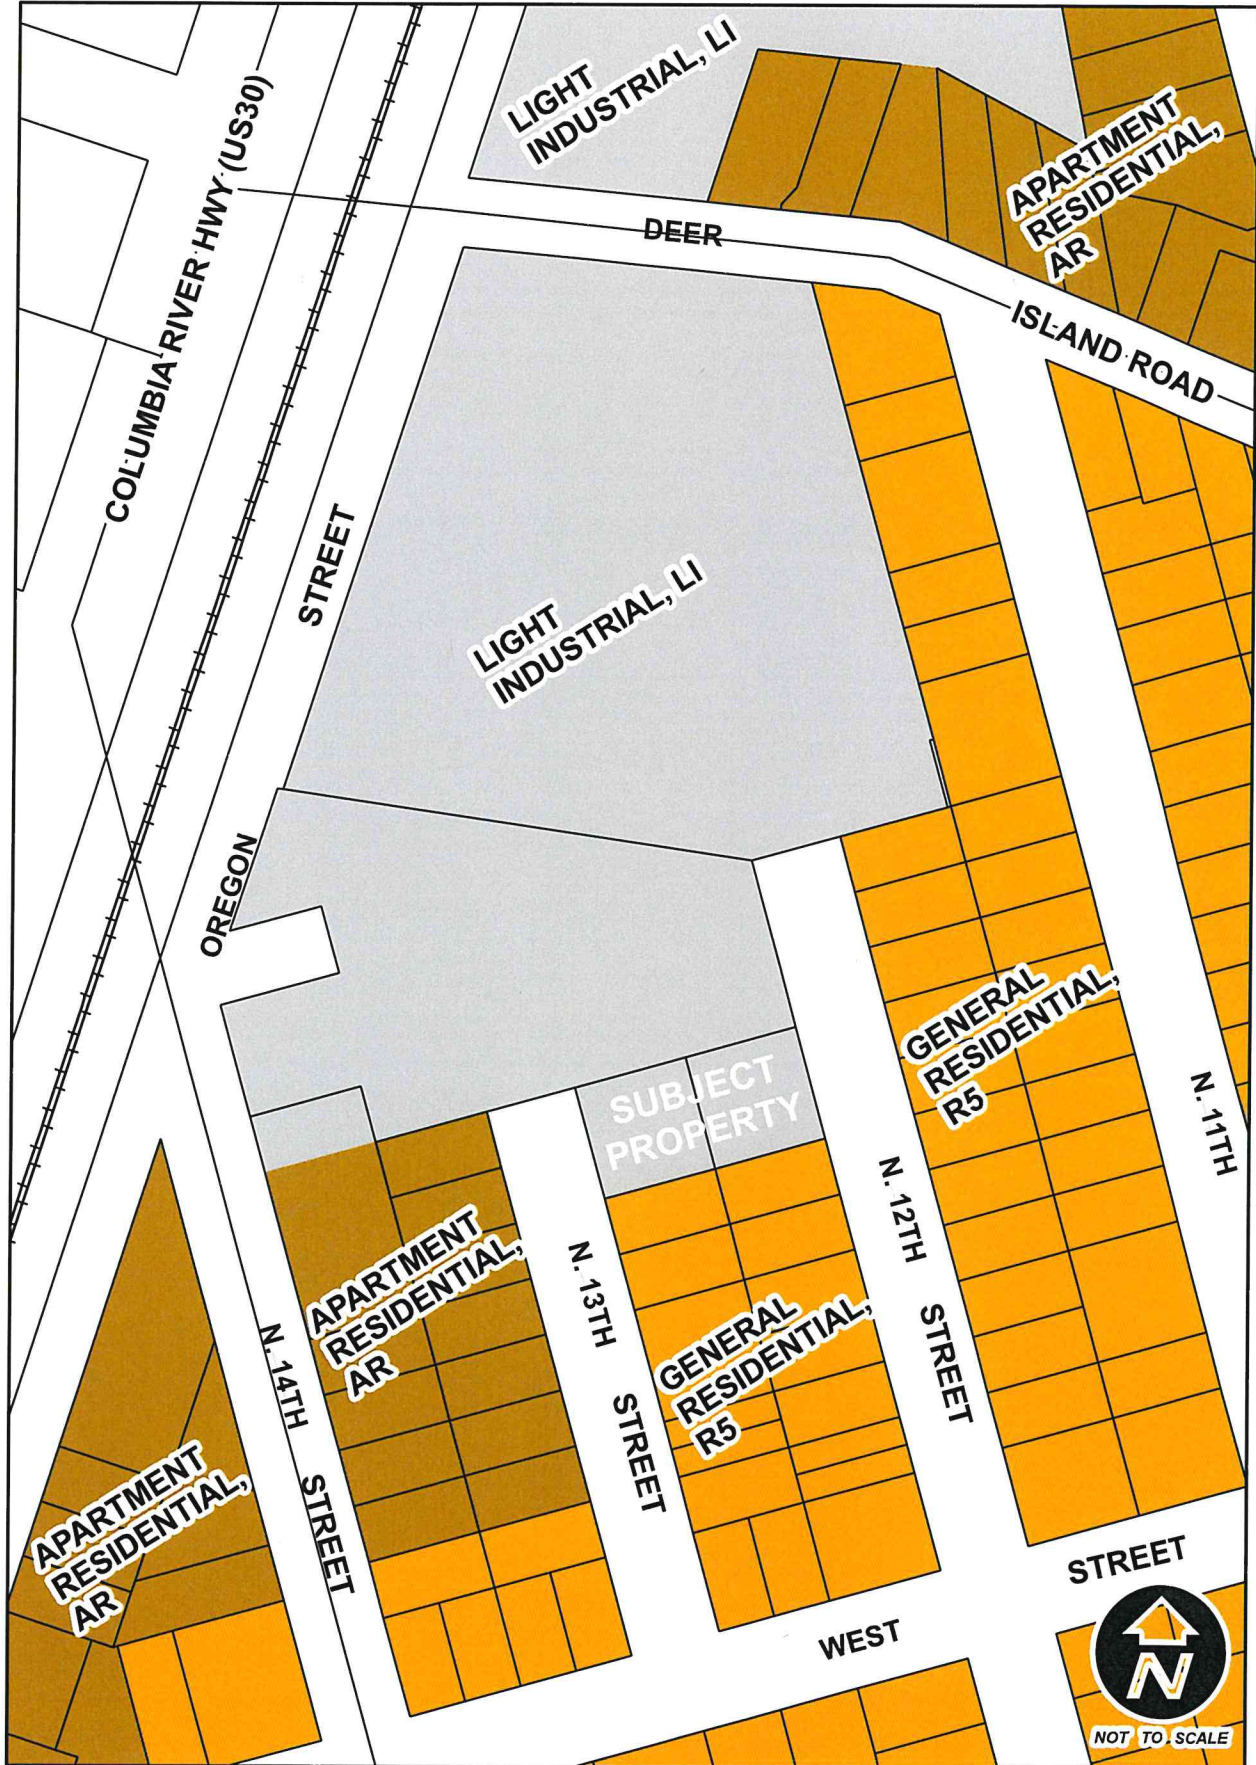 LIGHT
INDUSTRIAL, LI
COLUMBIA RIVER HWY (US30)
APARTMENT
RESIDENTIAL,
AR
DEER
ISLAND ROAD
STREET
LIGHT
INDUSTRIAL, LI
OREGON
GENERAL
RESIDENTIAL,
R5
SUBJECT
PROPERTY
N. 11TH
N. 12TH
STREET
APARTMENT
RESIDENTIAL,
AR
N. 13TH
STREET
GENERAL
RESIDENTIAL,
R5
N. 14TH
STREET
APARTMENT
RESIDENTIAL,
AR
WEST
STREET
N
NOT TO SCALE